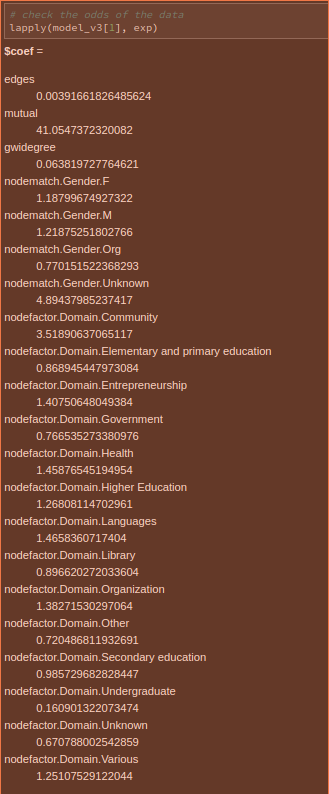 # check the odds of the data
lapply(model_v3[1], exp)
$coef =
edges
0.00391661826485624
mutual
41.0547372320082
gwidegree
0.063819727764621
nodematch.Gender.F
1.18799674927322
nodematch.Gender.M
1.21875251802766
nodematch.Gender.Org
0.770151522368293
nodematch.Gender.Unknown
4.89437985237417
nodefactor.Domain.Community
3.51890637065117
nodefactor.Domain.Elementary and primary education
0.868945447973084
nodefactor.Domain.Entrepreneurship
1.40750648049384
nodefactor.Domain.Government
0.766535273380976
nodefactor.Domain.Health
1.45876545194954
nodefactor.Domain.Higher Education
1.26808114702961
nodefactor.Domain.Languages
1.4658360717404
nodefactor.Domain.Library
0.896620272033604
nodefactor.Domain.Organization
1.38271530297064
nodefactor.Domain.Other
0.720486811932691
nodefactor.Domain.Secondary education
0.985729682828447
nodefactor.Domain.Undergraduate
0.160901322073474
nodefactor.Domain.Unknown
0.670788002542859
nodefactor.Domain.Various
1.25107529122044